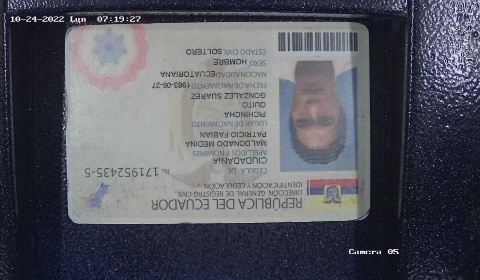 10-24-2022 Lun 07:19:27
REPÚBLICA DEL ECUADOR
DIRECCIÓN GENERAL DE REGISTRO CIVIL
IDENTIFICACIÓN Y CEDULACIÓN
CÉDULA DE
CIUDADANÍA
No. 171952435-5
APELLIDOS Y NOMBRES
MALDONADO MEDINA
PATRICIO FABIAN
LUGAR DE NACIMIENTO
PICHINCHA
QUITO
GONZALEZ SUAREZ
FECHA DE NACIMIENTO 1983-06-27
NACIONALIDAD ECUATORIANA
SEXO HOMBRE
ESTADO CIVIL SOLTERO
Camera 05